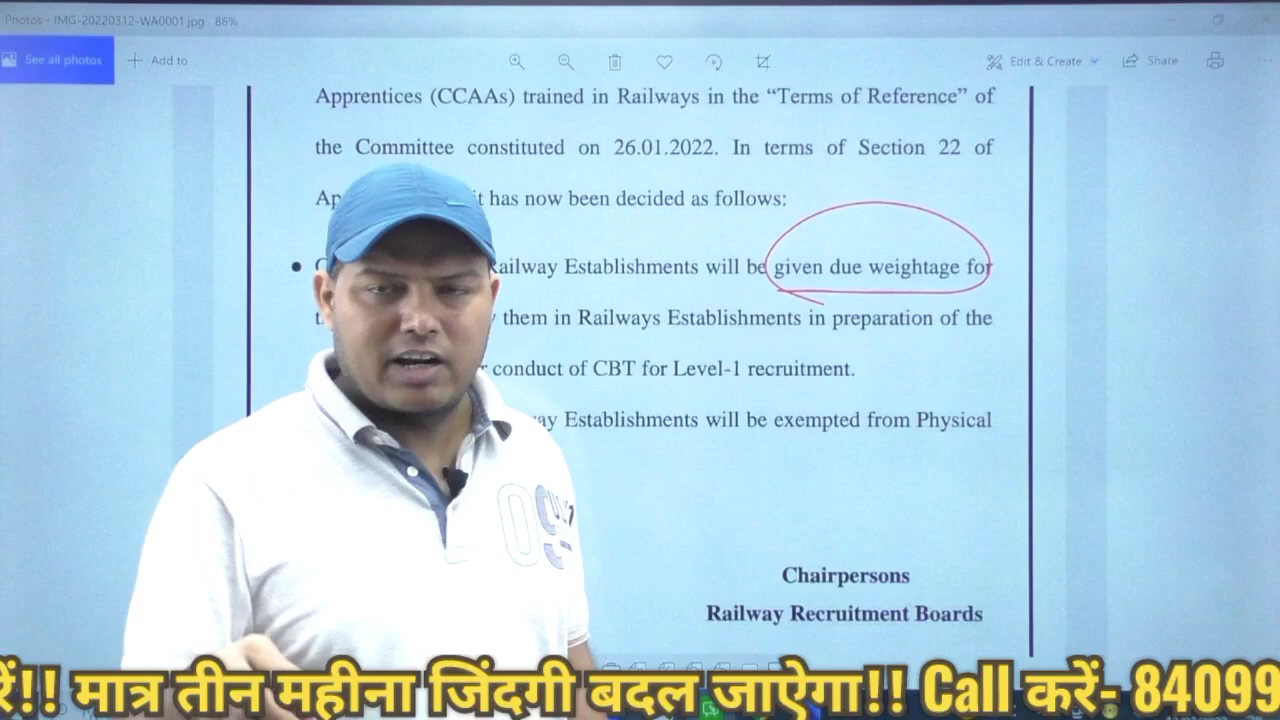 Photos - IMG-20220312-WA0001.jpg 86%
See all photos
Add to
Edit & Create
Share
Apprentices (CCAAs) trained in Railways in the “Terms of Reference” of
the Committee constituted on 26.01.2022. In terms of Section 22 of
Ap it has now been decided as follows:
Railway Establishments will be given due weightage for
them in Railways Establishments in preparation of the
conduct of CBT for Level-1 recruitment.
Establishments will be exempted from Physical
Chairpersons
Railway Recruitment Boards
09
रें!! मात्र तीन महीना जिंदगी बदल जाऐगा!! Call करें- 84099